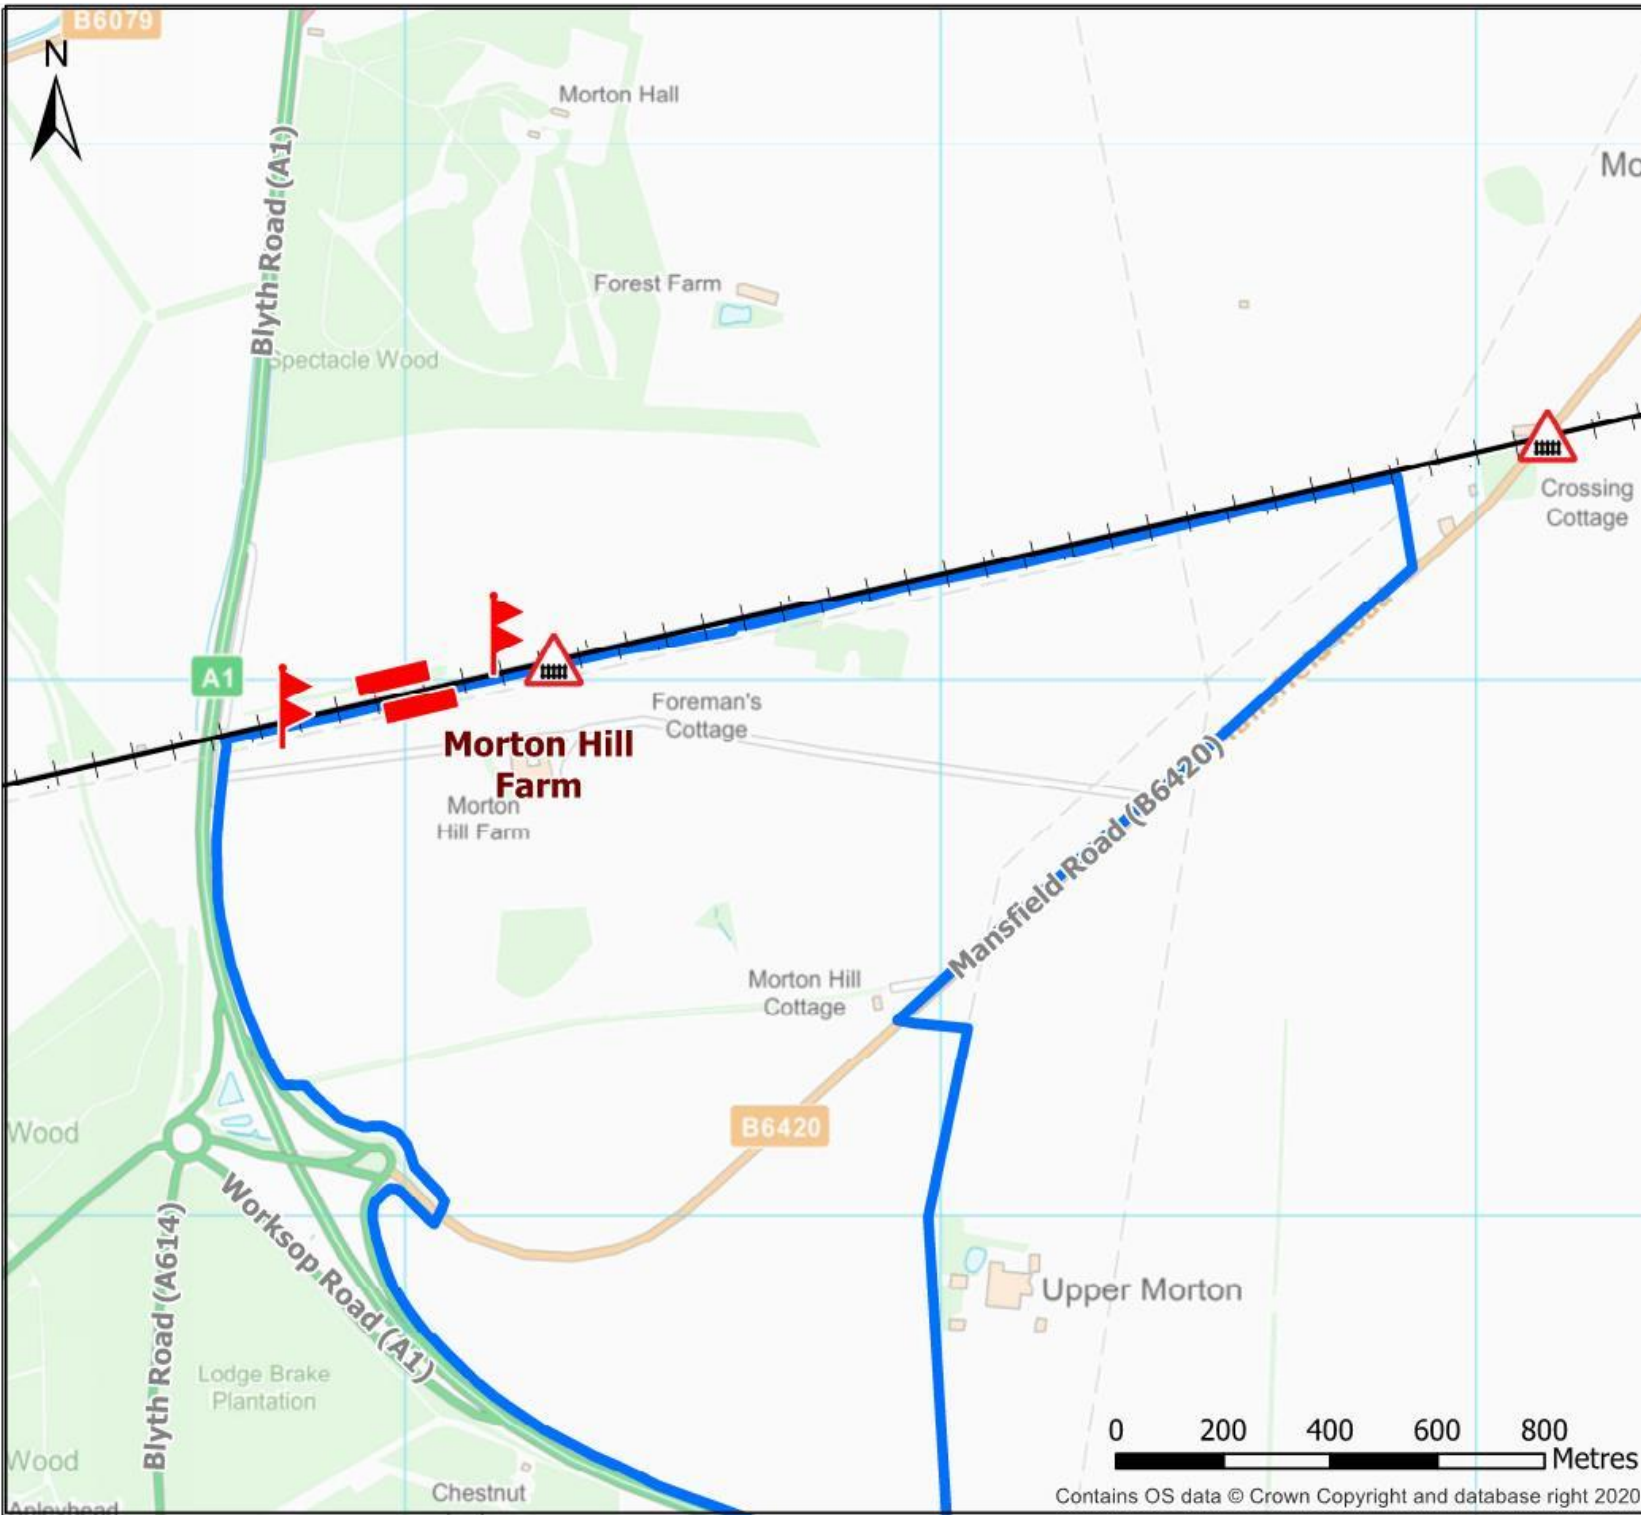 B6079
N
Morton Hall
Mo
Blyth Road (A1)
Forest Farm
Spectacle Wood
Crossing
Cottage
A1
Foreman's
Cottage
Morton Hill
Farm
Morton
Hill Farm
Mansfield Road
Mansfield Road (B6420)
Morton Hill
Cottage
Wood
B6420
Worksop Road (A1)
Blyth Road (A614)
Upper Morton
Lodge Brake
Plantation
Wood
Chestnut
Apleyhead
0 200 400 600 800
Metres
Contains OS data © Crown Copyright and database right 2020